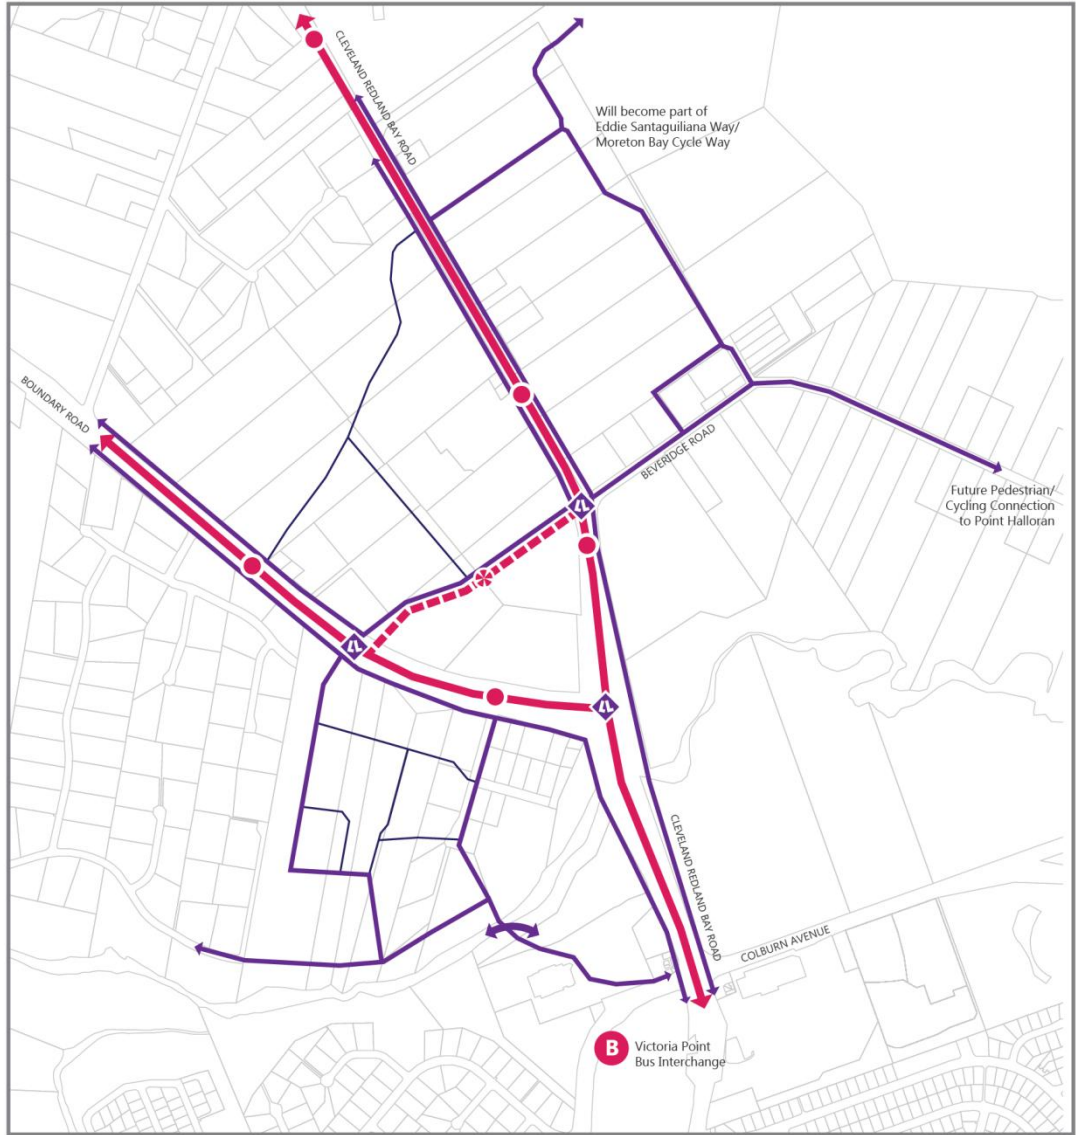 CLEVELAND REDLAND BAY ROAD
Will become part of
Eddie Santaguiliana Way/
Moreton Bay Cycle Way
BOUNDARY ROAD
BEVERIDGE ROAD
Future Pedestrian/
Cycling Connection
to Point Halloran
CLEVELAND REDLAND BAY ROAD
COLBURN AVENUE
B
Victoria Point
Bus Interchange